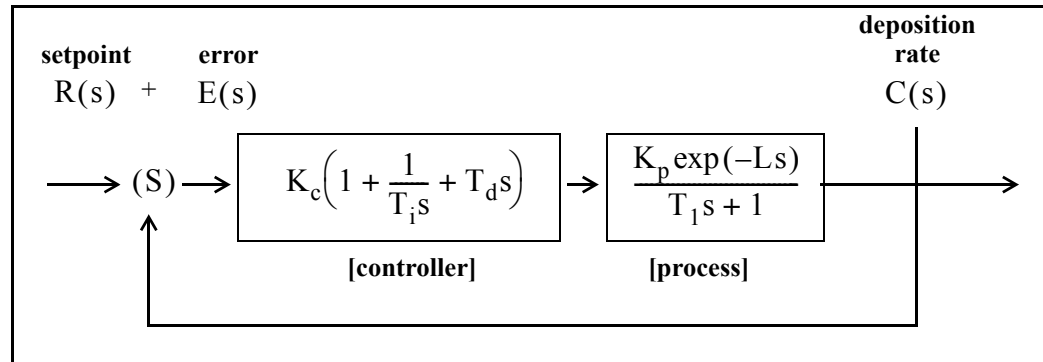 setpoint error deposition rate
R(s) + E(s) C(s)
(S) K_c(1 + 1/(T_i s) + T_d s) K_p exp(-Ls)/(T_1 s + 1)
[controller] [process]